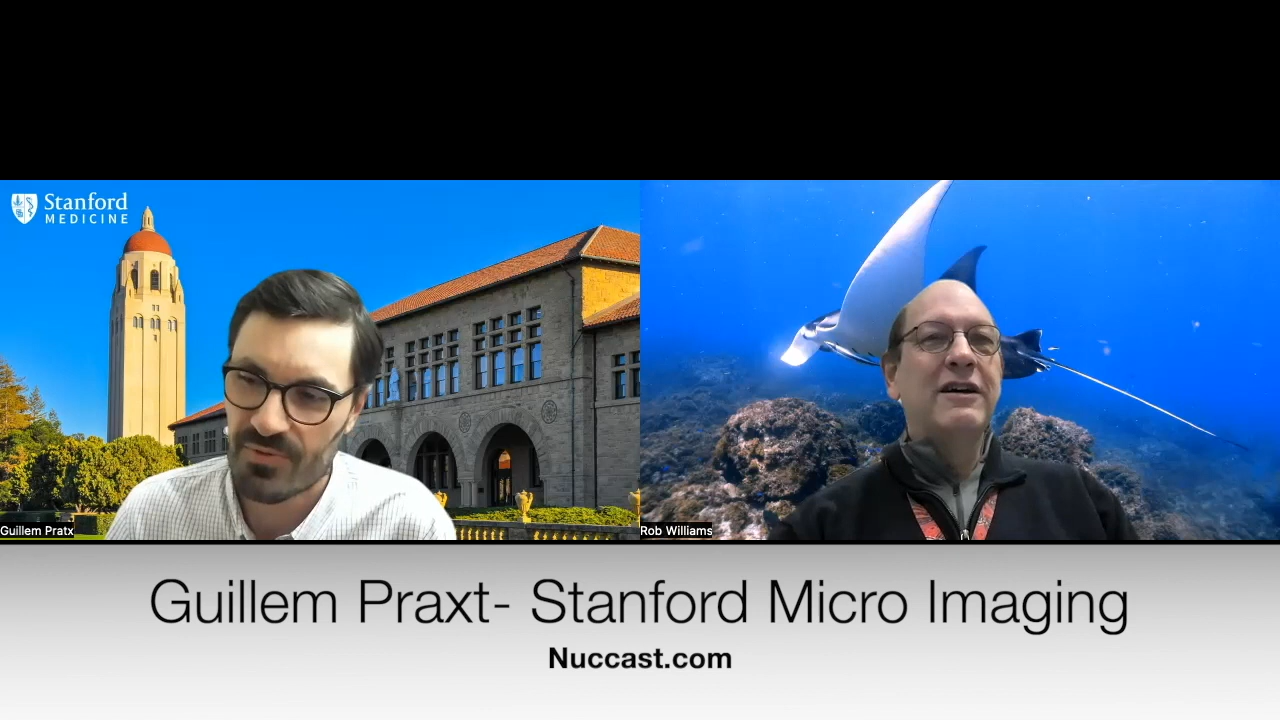 Stanford
MEDICINE
Guillem Pratx
Rob Williams
Guillem Praxt- Stanford Micro Imaging
Nuccast.com